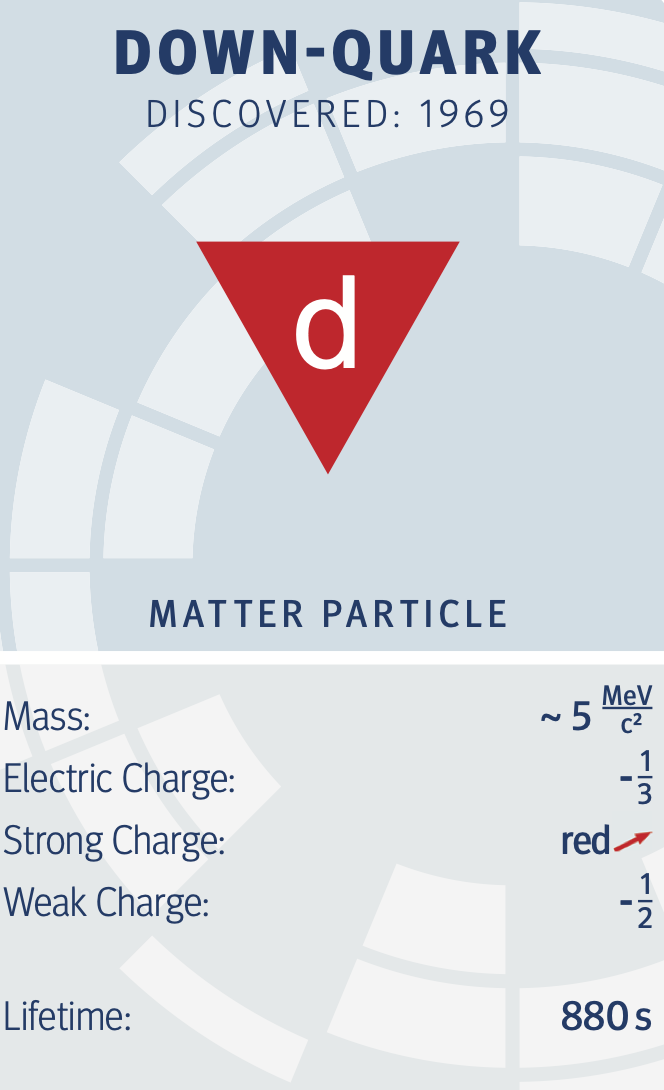 DOWN-QUARK
DISCOVERED: 1969
d
MATTER PARTICLE
Mass: ~ 5 MeV/c²
Electric Charge: -1/3
Strong Charge: red
Weak Charge: -1/2
Lifetime: 880 s